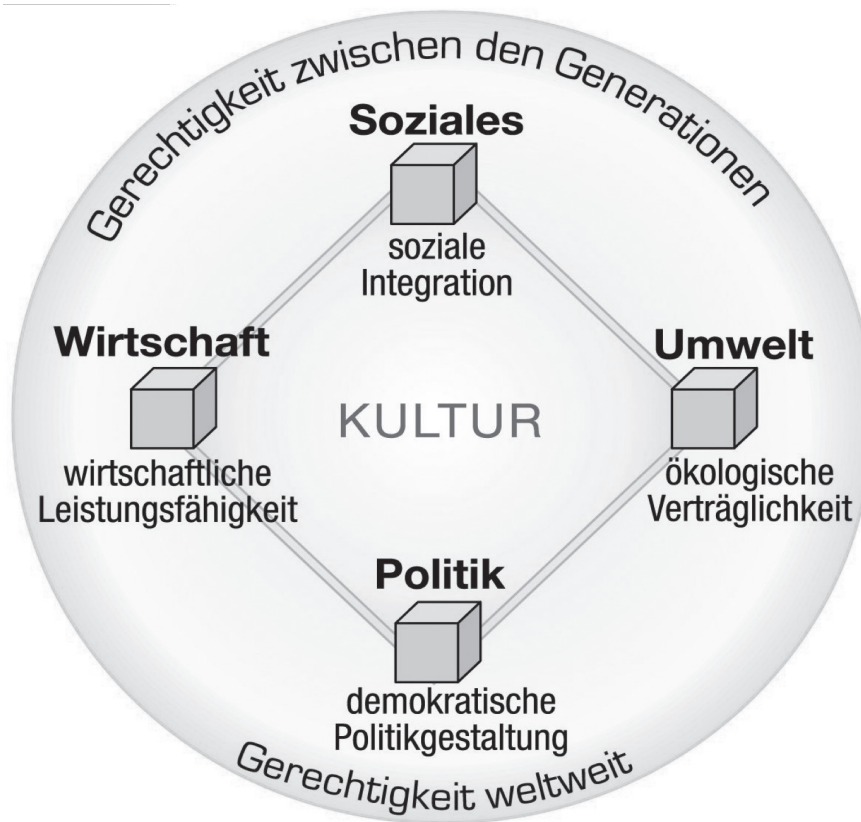 Gerechtigkeit zwischen den Generationen
Soziales
soziale
Integration
Wirtschaft
wirtschaftliche
Leistungsfähigkeit
KULTUR
Umwelt
ökologische
Verträglichkeit
Politik
demokratische
Politikgestaltung
Gerechtigkeit weltweit